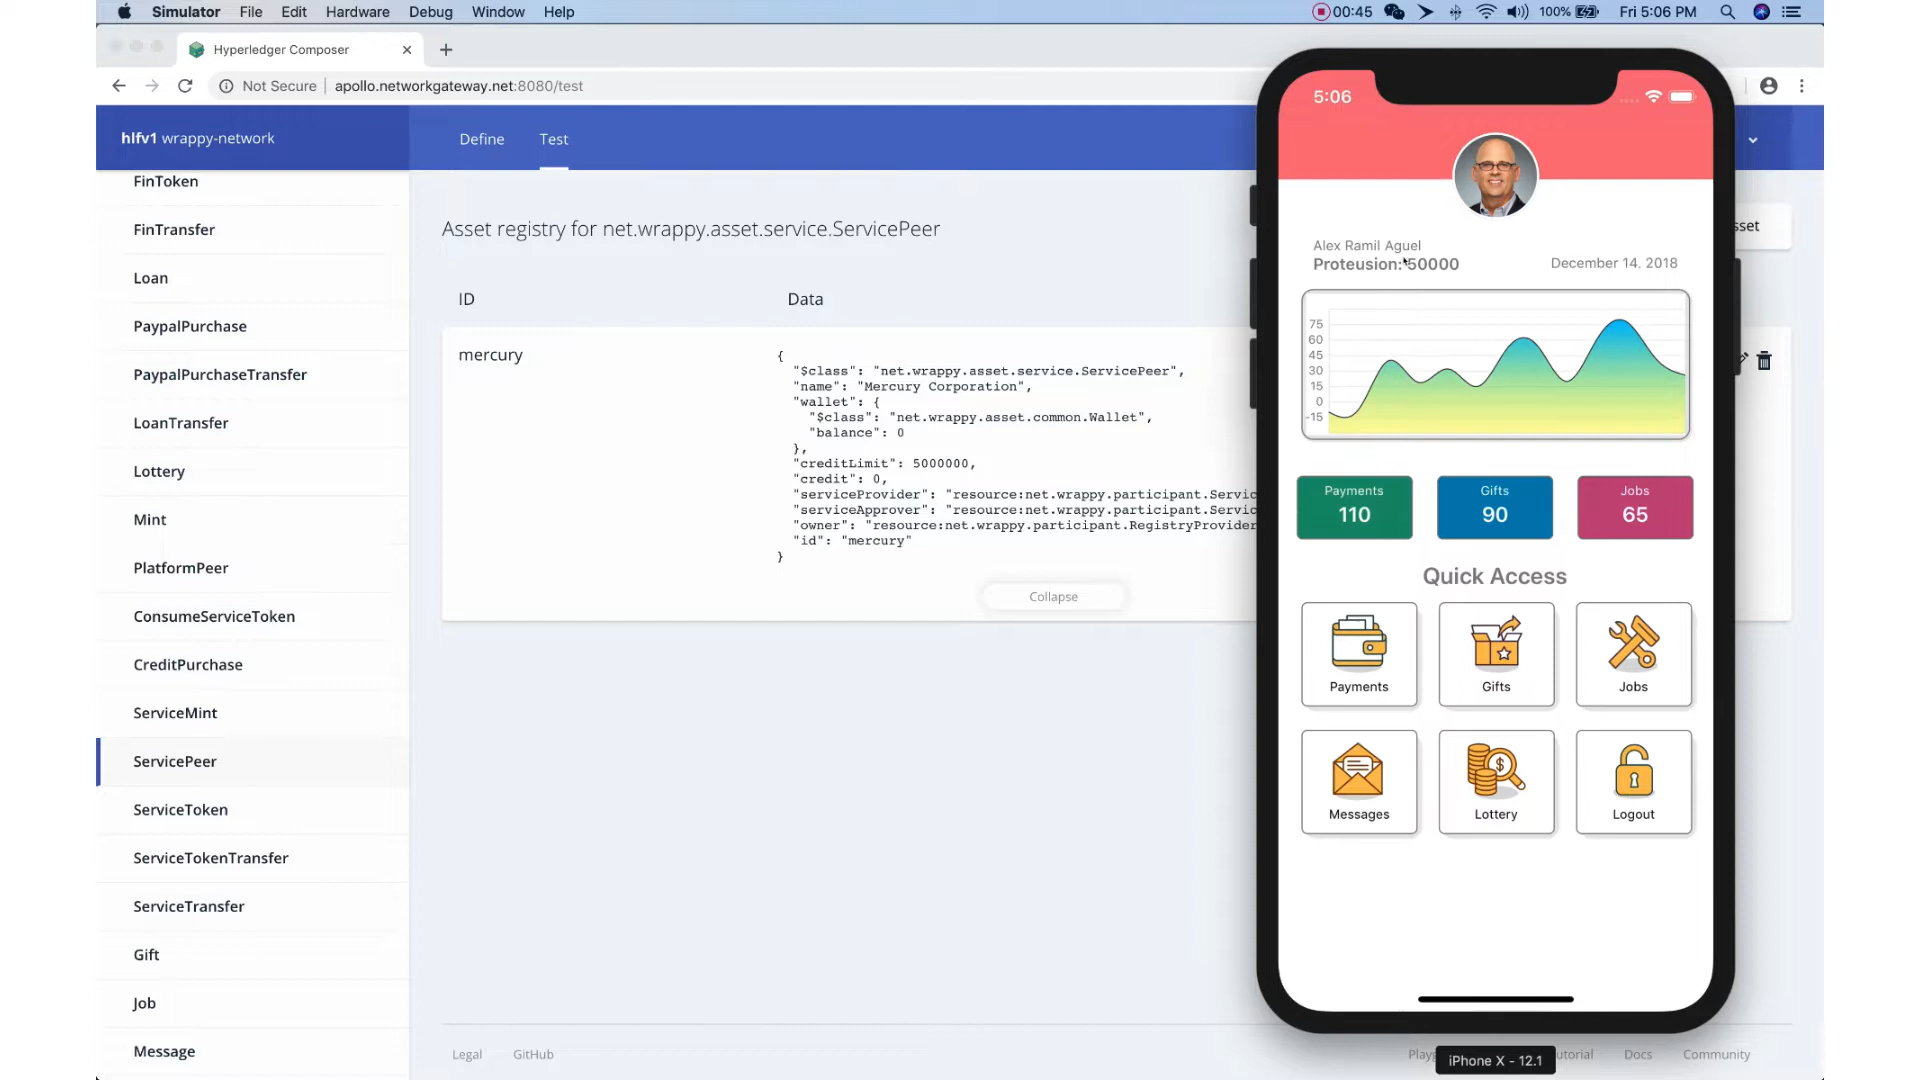 Simulator File Edit Hardware Debug Window Help
00:45 100% Fri 5:06 PM
Hyperledger Composer
Not Secure | apollo.networkgateway.net:8080/test
hlfv1 wrappy-network
Define Test
FinToken
FinTransfer
Loan
PaypalPurchase
PaypalPurchaseTransfer
LoanTransfer
Lottery
Mint
PlatformPeer
ConsumeServiceToken
CreditPurchase
ServiceMint
ServicePeer
ServiceToken
ServiceTokenTransfer
ServiceTransfer
Gift
Job
Message
Asset registry for net.wrappy.asset.service.ServicePeer
ID Data
mercury
{
"$class": "net.wrappy.asset.service.ServicePeer",
"name": "Mercury Corporation",
"wallet": {
"$class": "net.wrappy.asset.common.Wallet",
"balance": 0
},
"creditLimit": 5000000,
"credit": 0,
"serviceProvider": "resource:net.wrappy.participant.Servic
"serviceApprover": "resource:net.wrappy.participant.Servic
"owner": "resource:net.wrappy.participant.RegistryProvider
"id": "mercury"
}
Collapse
Legal GitHub
5:06
Alex Ramil Aguel
Proteusion: 50000
December 14, 2018
75
60
45
30
15
0
-15
Payments
110
Gifts
90
Jobs
65
Quick Access
Payments Gifts Jobs
Messages Lottery Logout
iPhone X - 12.1
Docs Community